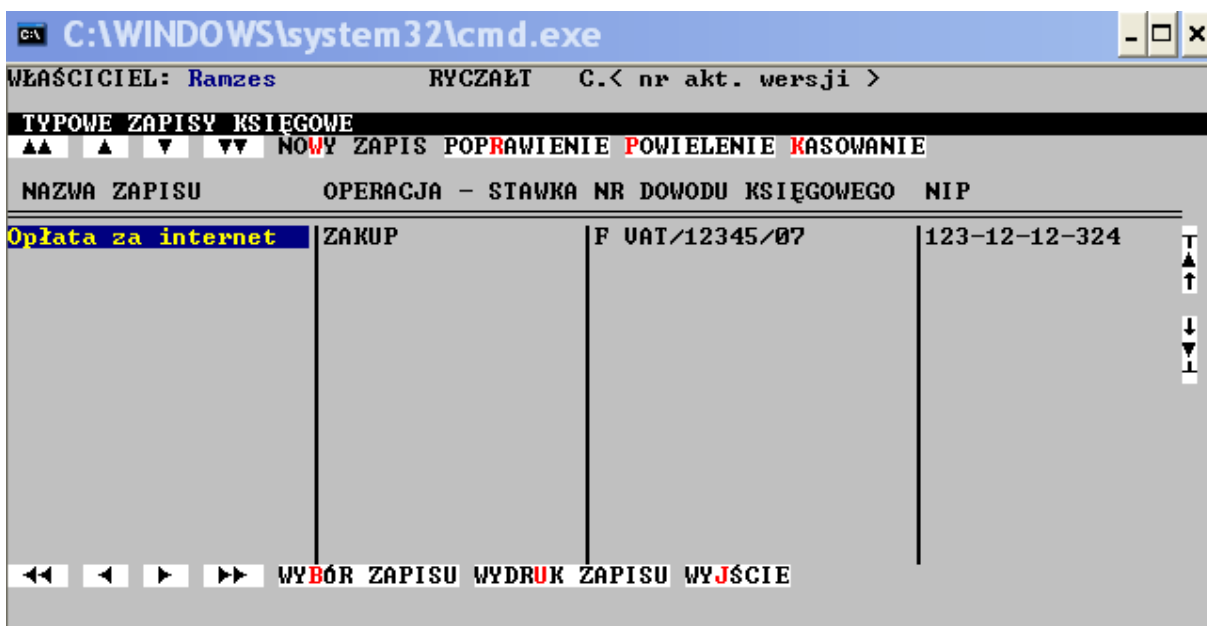 C:\WINDOWS\system32\cmd.exe
WŁAŚCICIEL: Ramzes RYCZAŁT C.< nr akt. wersji >
TYPOWE ZAPISY KSIĘGOWE
NOWY ZAPIS POPRAWIENIE POWIELENIE KASOWANIE
NAZWA ZAPISU OPERACJA - STAWKA NR DOWODU KSIĘGOWEGO NIP
Opłata za internet ZAKUP F VAT/12345/07 123-12-12-324
WYBÓR ZAPISU WYDRUK ZAPISU WYJŚCIE